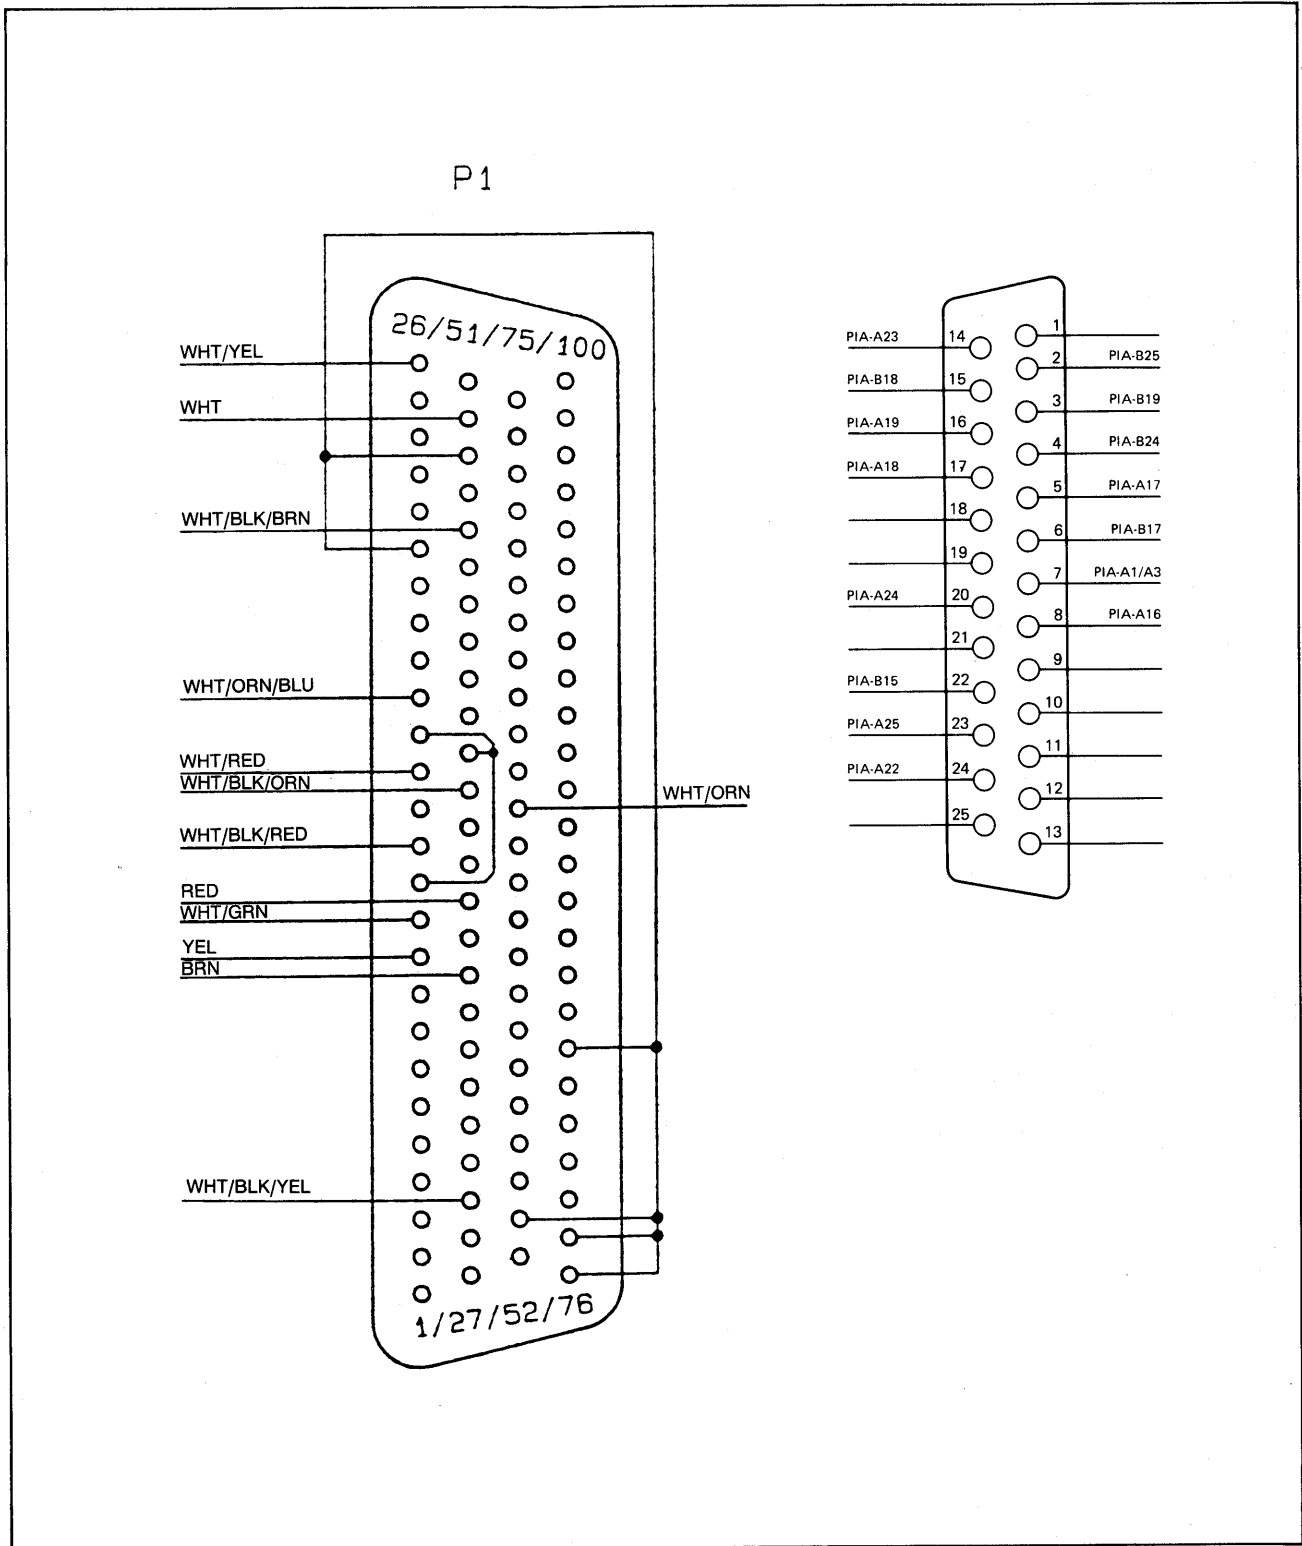 P1
26/51/75/100
WHT/YEL
WHT
WHT/BLK/BRN
WHT/ORN/BLU
WHT/RED
WHT/BLK/ORN
WHT/BLK/RED
RED
WHT/GRN
YEL
BRN
WHT/BLK/YEL
WHT/ORN
1/27/52/76
PIA-A23 14
PIA-B18 15
PIA-A19 16
PIA-A18 17
18
19
PIA-A24 20
21
PIA-B15 22
PIA-A25 23
PIA-A22 24
25
1
2 PIA-B25
3 PIA-B19
4 PIA-B24
5 PIA-A17
6 PIA-B17
7 PIA-A1/A3
8 PIA-A16
9
10
11
12
13